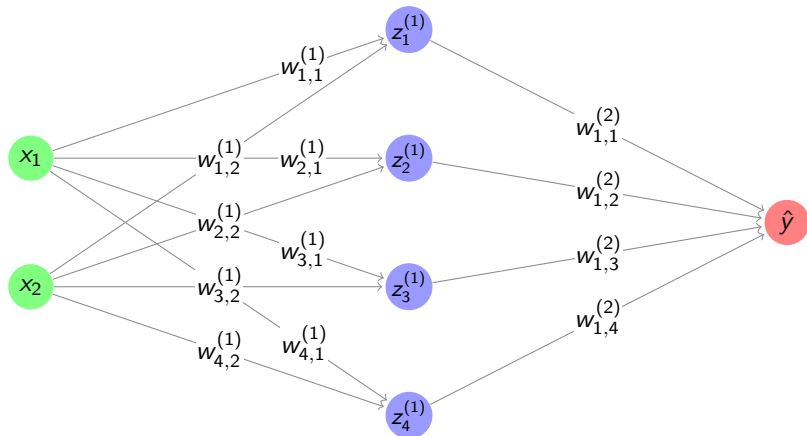 z_1^{(1)}
w_{1,1}^{(1)}
w_{1,1}^{(2)}
x_1
w_{1,2}^{(1)}
w_{2,1}^{(1)}
z_2^{(1)}
w_{1,2}^{(2)}
w_{2,2}^{(1)}
ŷ
w_{3,1}^{(1)}
w_{1,3}^{(2)}
x_2
w_{3,2}^{(1)}
z_3^{(1)}
w_{1,4}^{(2)}
w_{4,2}^{(1)}
w_{4,1}^{(1)}
z_4^{(1)}